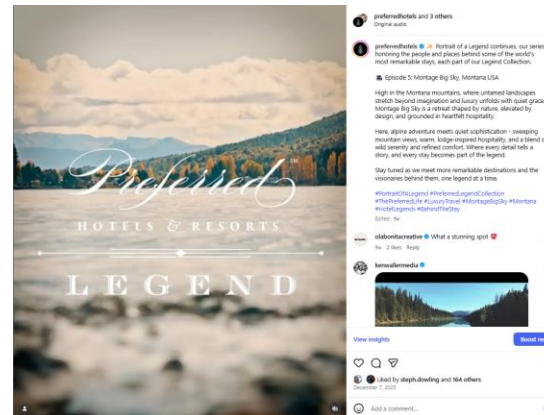 Preferred
HOTELS & RESORTS
LEGEND
preferredhotels and 3 others
Original audio
preferredhotels ✨ Portrait of a Legend continues, our series
honoring the people and places behind some of the world's
most remarkable stays, each part of our Legend Collection.
Episode 5: Montage Big Sky, Montana USA
High in the Montana mountains, where untamed landscapes
stretch beyond imagination and luxury unfolds with quiet grace
Montage Big Sky is a retreat shaped by nature, elevated by
design, and grounded in heartfelt hospitality.
Here, alpine adventure meets quiet sophistication - sweeping
mountain views, warm, lodge-inspired hospitality, and a blend o
wild serenity and refined comfort. Where every detail tells a
story, and every stay becomes part of the legend.
Stay tuned as we meet more remarkable destinations and the
visionaries behind them, one legend at a time.
#PortraitOfALegend #PreferredLegendCollection
#ThePreferredLife #LuxuryTravel #MontageBigSky #Montana
#HotelLegends #BehindTheStay
Edited · 9w
olabonitacreative What a stunning spot
9w 2 likes Reply
kenwallermedia
View insights
Boost re
Liked by steph.dowling and 164 others
December 7, 2025
Add a comment...